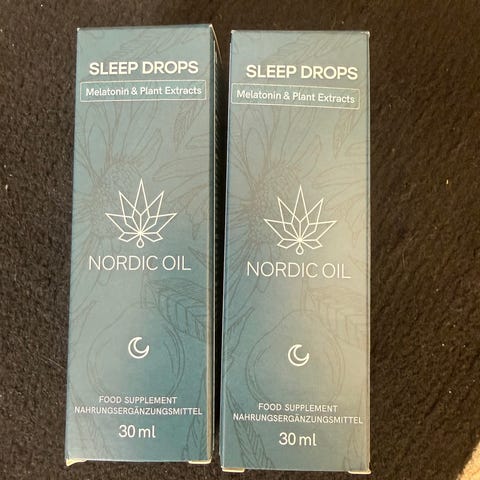 SLEEP DROPS
Melatonin & Plant Extracts
NORDIC OIL
FOOD SUPPLEMENT
NAHRUNGSERGÄNZUNGSMITTEL
30 ml
SLEEP DROPS
Melatonin & Plant Extracts
NORDIC OIL
FOOD SUPPLEMENT
NAHRUNGSERGÄNZUNGSMITTEL
30 ml